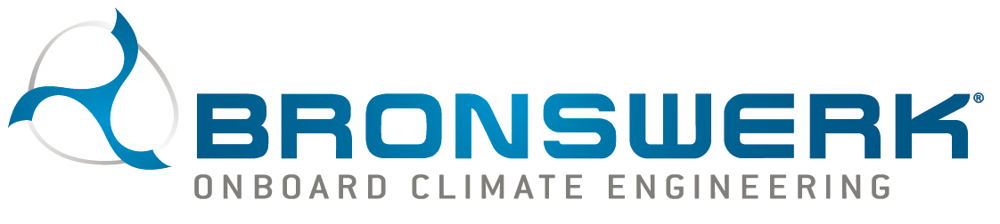 BRONSWERK®
ONBOARD CLIMATE ENGINEERING